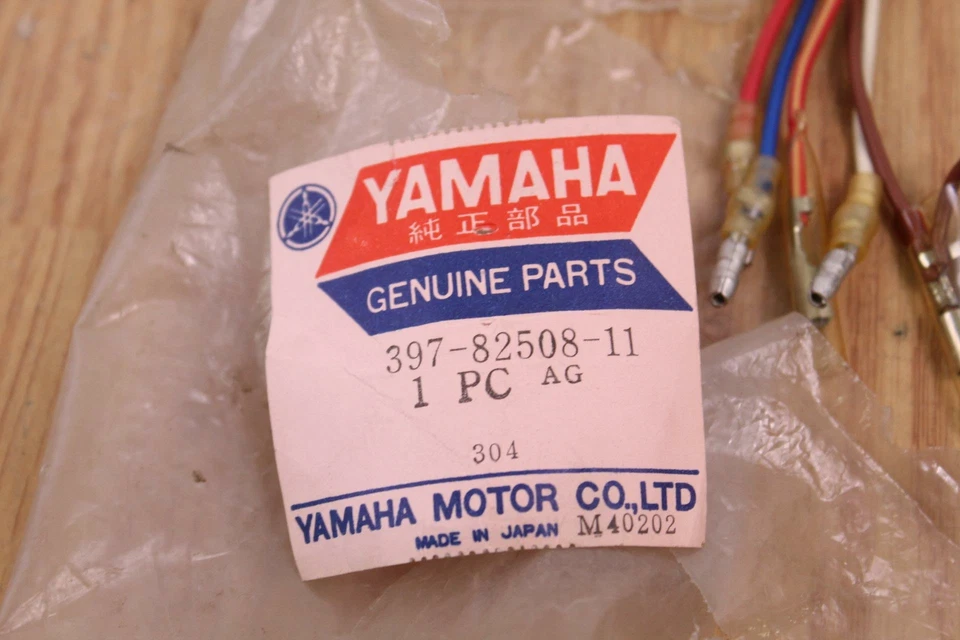 YAMAHA
純正部品
GENUINE PARTS
397-82508-11
1 PC AG
304
YAMAHA MOTOR CO.,LTD
MADE IN JAPAN M40202